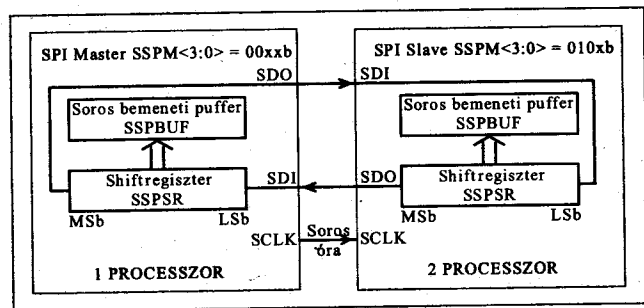 SPI Master SSPM<3:0> = 00xxb
SDO
Soros bemeneti puffer
SSPBUF
Shiftregiszter
SSPSR
MSb
LSb
SDI
SCLK
1 PROCESSZOR
Soros
óra
SPI Slave SSPM<3:0> = 010xb
SDI
Soros bemeneti puffer
SSPBUF
SDO
Shiftregiszter
SSPSR
MSb
LSb
SCLK
2 PROCESSZOR